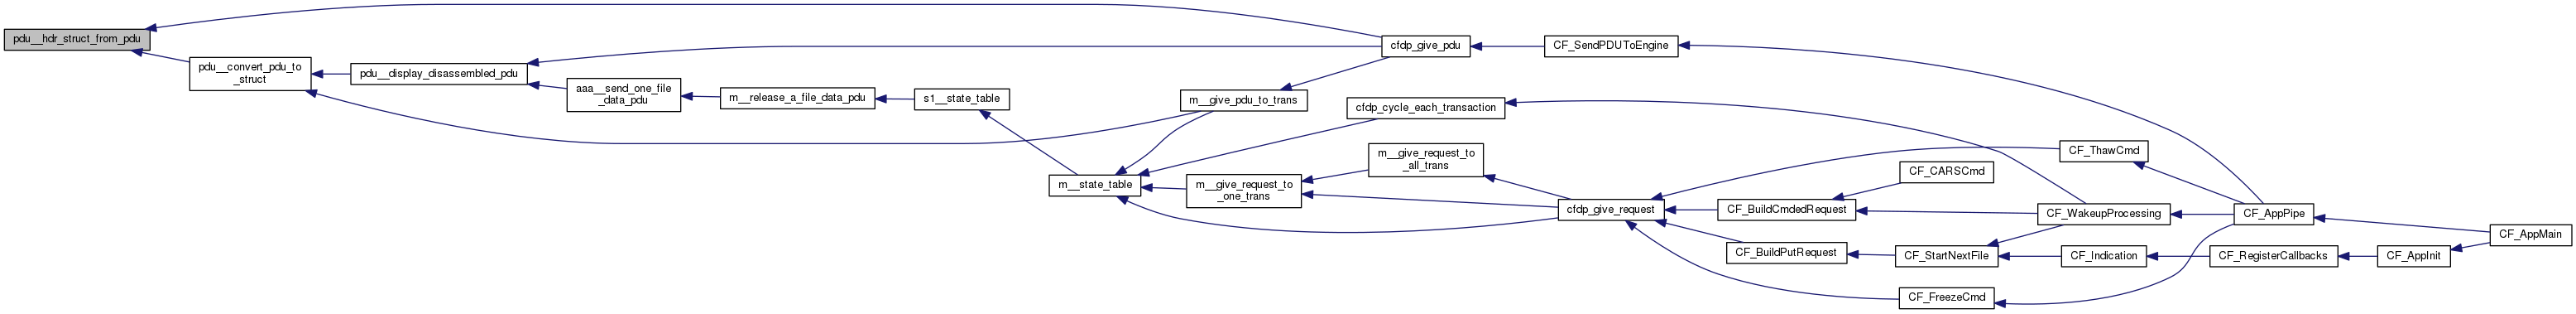 pdu__hdr_struct_from_pdu
pdu__convert_pdu_to
_struct
pdu__display_disassembled_pdu
aaa__send_one_file
_data_pdu
m__release_a_file_data_pdu
s1__state_table
m__state_table
m__give_pdu_to_trans
m__give_request_to
_one_trans
cfdp_give_pdu
cfdp_cycle_each_transaction
m__give_request_to
_all_trans
CF_SendPDUToEngine
cfdp_give_request
CF_BuildCmdedRequest
CF_BuildPutRequest
CF_CARSCmd
CF_StartNextFile
CF_FreezeCmd
CF_ThawCmd
CF_WakeupProcessing
CF_Indication
CF_AppPipe
CF_RegisterCallbacks
CF_AppInit
CF_AppMain